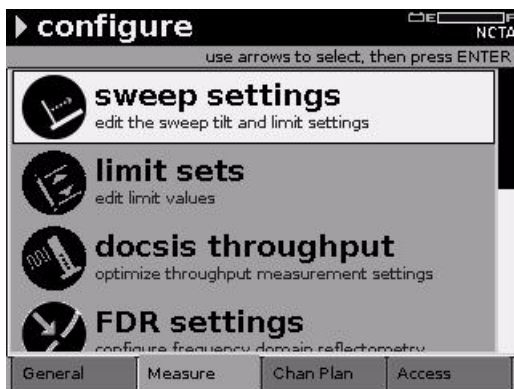 configure
E F
NCTA
use arrows to select, then press ENTER
sweep settings
edit the sweep tilt and limit settings
limit sets
edit limit values
docsis throughput
optimize throughput measurement settings
FDR settings
configure frequency domain reflectometry
General Measure Chan Plan Access